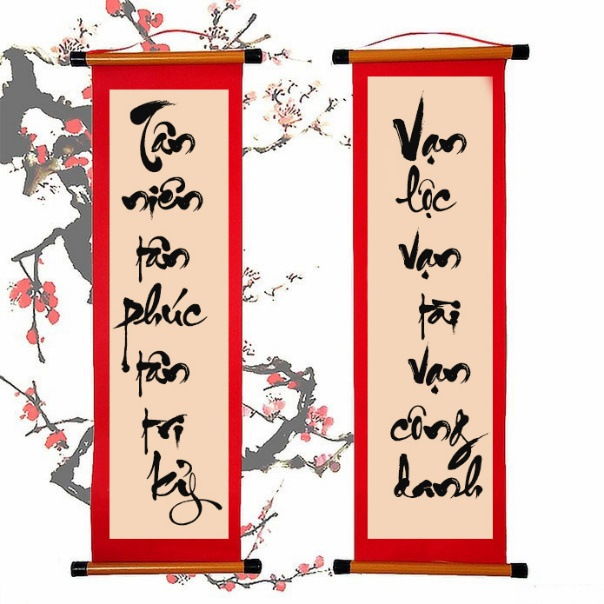 Tân
niên
tân
phúc
tân
tri
kỷ
Vạn
lộc
vạn
tài
vạn
công
danh